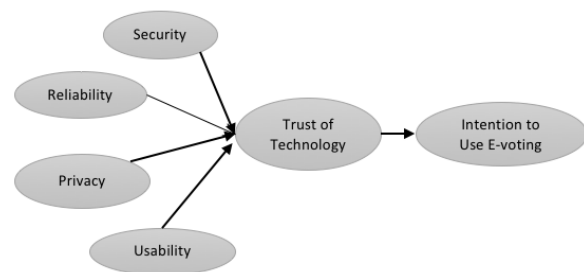 Security
Reliability
Trust of
Technology
Intention to
Use E-voting
Privacy
Usability